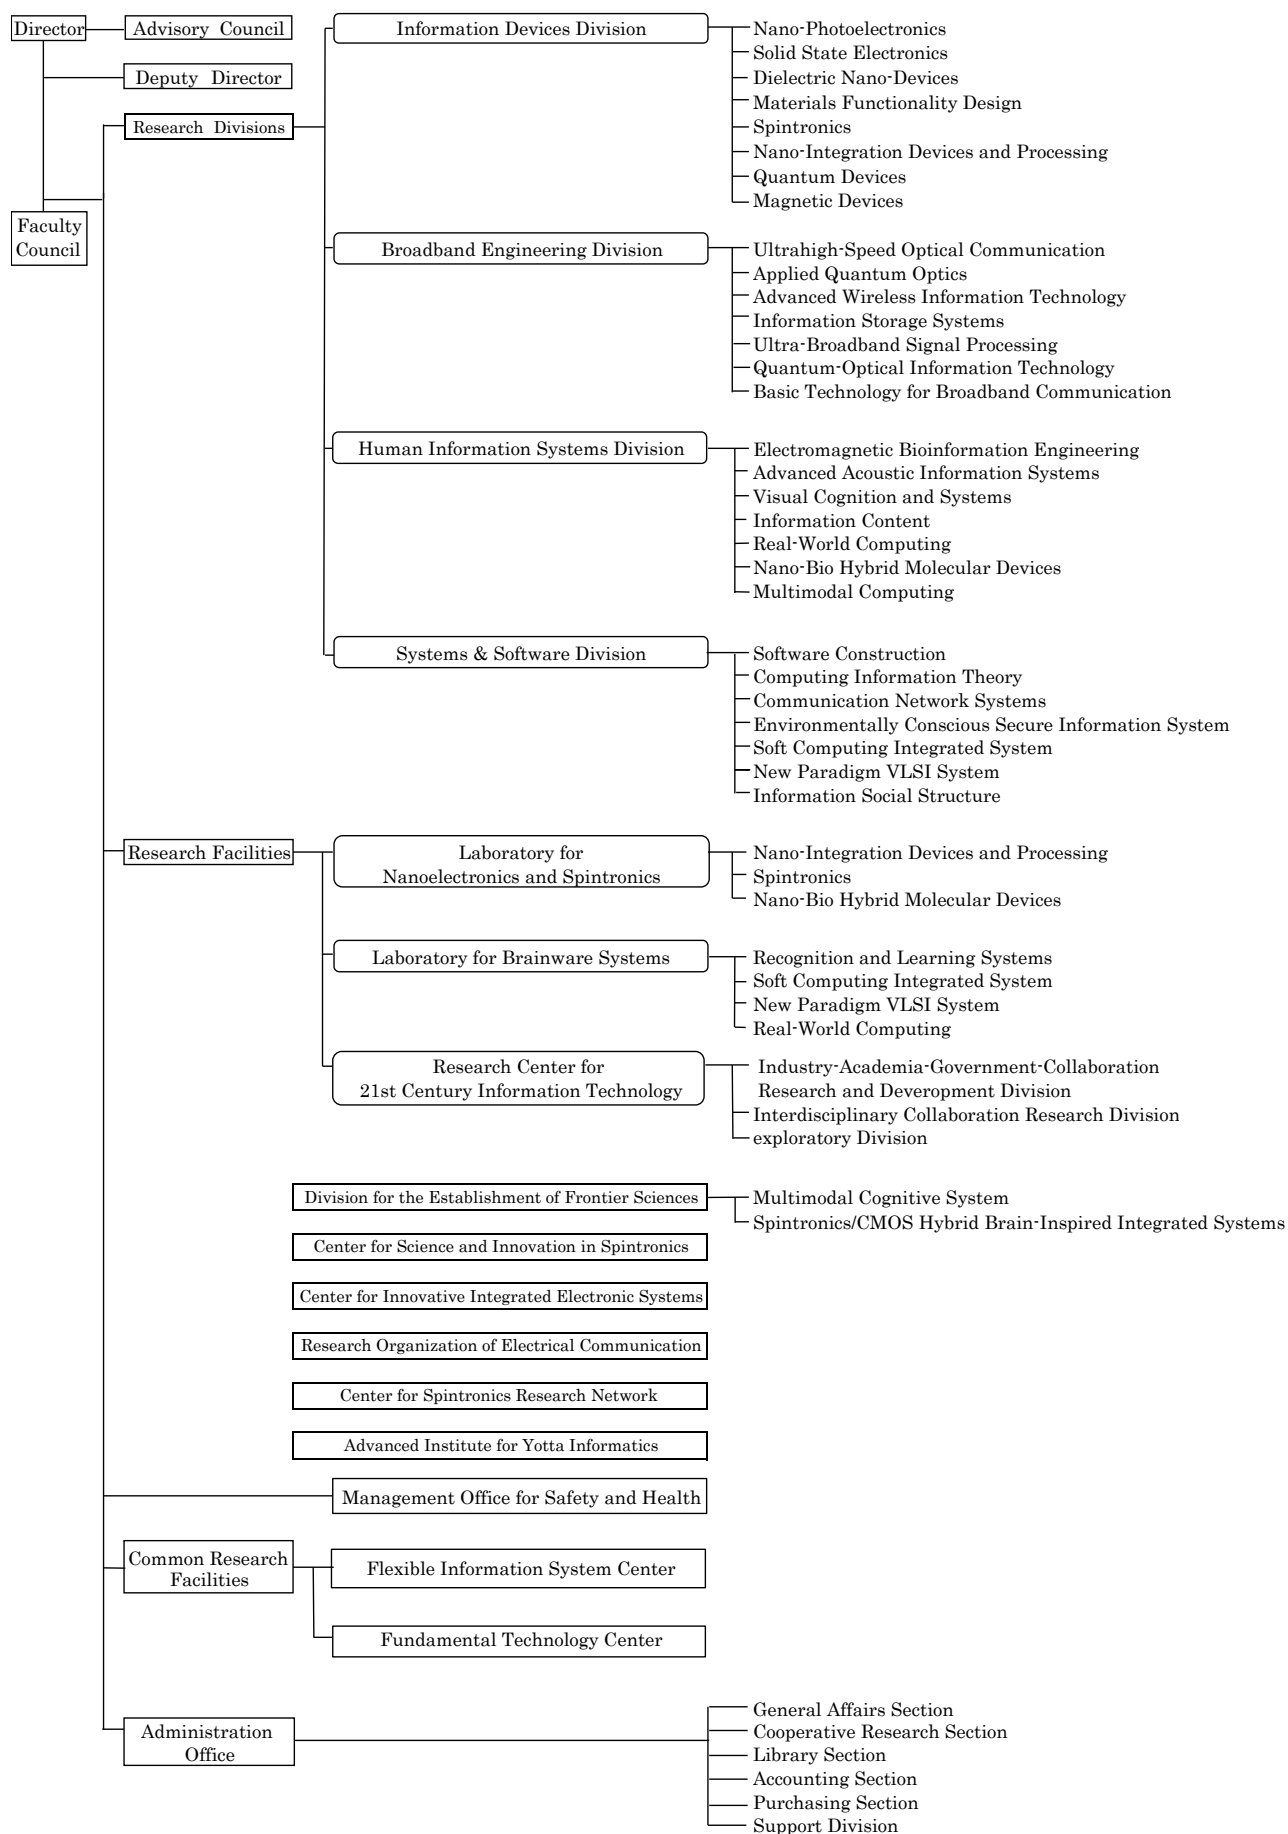 Director
Advisory Council
Deputy Director
Research Divisions
Faculty
Council
Information Devices Division
Nano-Photoelectronics
Solid State Electronics
Dielectric Nano-Devices
Materials Functionality Design
Spintronics
Nano-Integration Devices and Processing
Quantum Devices
Magnetic Devices
Broadband Engineering Division
Ultrahigh-Speed Optical Communication
Applied Quantum Optics
Advanced Wireless Information Technology
Information Storage Systems
Ultra-Broadband Signal Processing
Quantum-Optical Information Technology
Basic Technology for Broadband Communication
Human Information Systems Division
Electromagnetic Bioinformation Engineering
Advanced Acoustic Information Systems
Visual Cognition and Systems
Information Content
Real-World Computing
Nano-Bio Hybrid Molecular Devices
Multimodal Computing
Systems & Software Division
Software Construction
Computing Information Theory
Communication Network Systems
Environmentally Conscious Secure Information System
Soft Computing Integrated System
New Paradigm VLSI System
Information Social Structure
Research Facilities
Laboratory for
Nanoelectronics and Spintronics
Nano-Integration Devices and Processing
Spintronics
Nano-Bio Hybrid Molecular Devices
Laboratory for Brainware Systems
Recognition and Learning Systems
Soft Computing Integrated System
New Paradigm VLSI System
Real-World Computing
Research Center for
21st Century Information Technology
Industry-Academia-Government-Collaboration
Research and Deveropment Division
Interdisciplinary Collaboration Research Division
exploratory Division
Division for the Establishment of Frontier Sciences
Multimodal Cognitive System
Spintronics/CMOS Hybrid Brain-Inspired Integrated Systems
Center for Science and Innovation in Spintronics
Center for Innovative Integrated Electronic Systems
Research Organization of Electrical Communication
Center for Spintronics Research Network
Advanced Institute for Yotta Informatics
Management Office for Safety and Health
Common Research
Facilities
Flexible Information System Center
Fundamental Technology Center
Administration
Office
General Affairs Section
Cooperative Research Section
Library Section
Accounting Section
Purchasing Section
Support Division